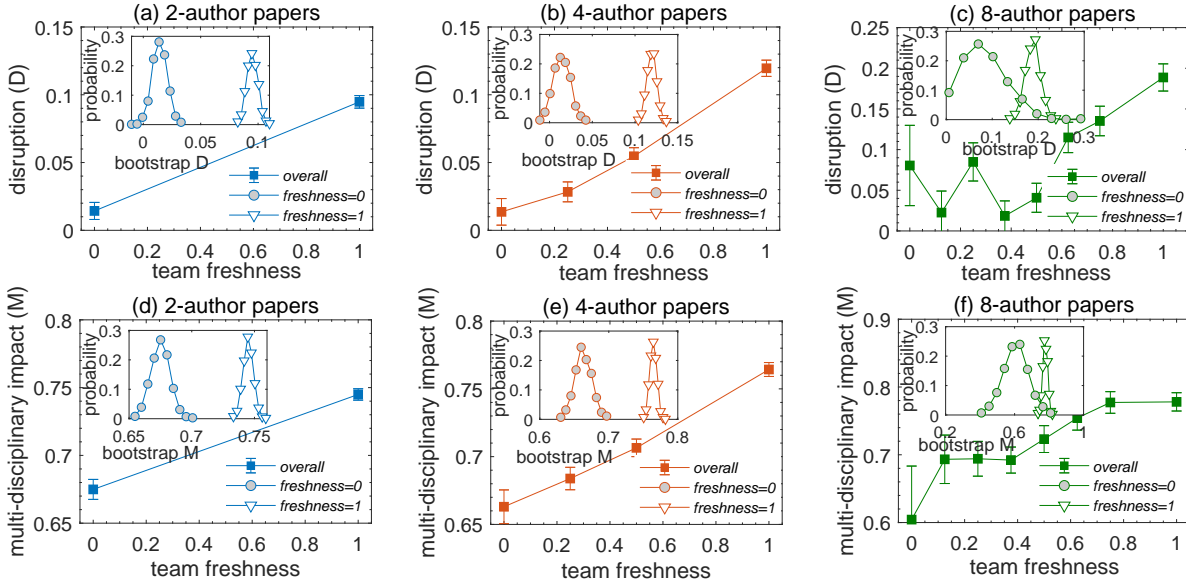 (a) 2-author papers
disruption (D)
0.15
0.1
0.05
0
0 0.2 0.4 0.6 0.8 1
team freshness
probability
0.3
0.2
0.1
0
0 0.05 0.1
bootstrap D
overall
freshness=0
freshness=1
(b) 4-author papers
disruption (D)
0.15
0.1
0.05
0
0 0.2 0.4 0.6 0.8 1
team freshness
probability
0.3
0.2
0.1
0
0 0.05 0.10 0.15
bootstrap D
overall
freshness=0
freshness=1
(c) 8-author papers
disruption (D)
0.25
0.2
0.15
0.1
0.05
0
0 0.2 0.4 0.6 0.8 1
team freshness
probability
0.3
0.2
0.1
0
0 0.1 0.2 0.3
bootstrap D
overall
freshness=0
freshness=1
(d) 2-author papers
multi-disciplinary impact (M)
0.8
0.75
0.7
0.65
0 0.2 0.4 0.6 0.8 1
team freshness
probability
0.3
0.2
0.1
0
0.65 0.7 0.75
bootstrap M
overall
freshness=0
freshness=1
(e) 4-author papers
multi-disciplinary impact (M)
0.8
0.75
0.7
0.65
0 0.2 0.4 0.6 0.8 1
team freshness
probability
0.3
0.2
0.1
0
0.6 0.7 0.8
bootstrap M
overall
freshness=0
freshness=1
(f) 8-author papers
multi-disciplinary impact (M)
0.9
0.8
0.7
0.6
0 0.2 0.4 0.6 0.8 1
team freshness
probability
0.3
0.2
0.1
0
0.2 0.6 1
bootstrap M
overall
freshness=0
freshness=1